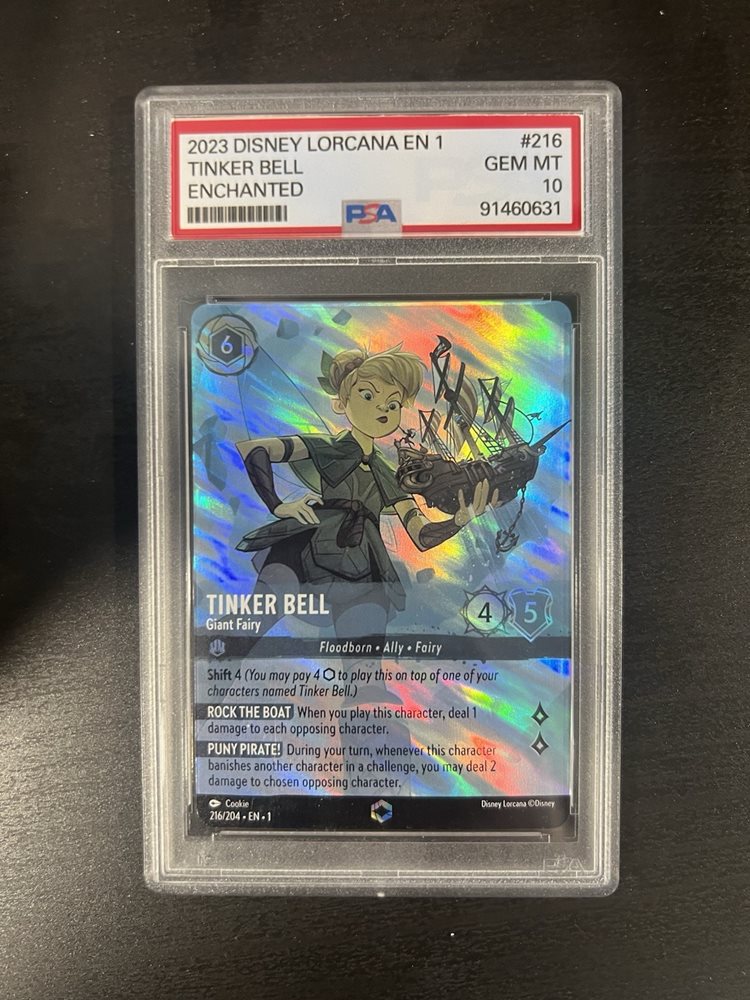 2023 DISNEY LORCANA EN 1 #216
TINKER BELL GEM MT
ENCHANTED 10
PSA 91460631
6
TINKER BELL 4 5
Giant Fairy
Floodborn • Ally • Fairy
Shift 4 (You may pay 4 ⬡ to play this on top of one of your
characters named Tinker Bell.)
ROCK THE BOAT When you play this character, deal 1
damage to each opposing character.
PUNY PIRATE! During your turn, whenever this character
banishes another character in a challenge, you may deal 2
damage to chosen opposing character.
Cookie Disney Lorcana ©Disney
216/204 • EN • 1
PSA